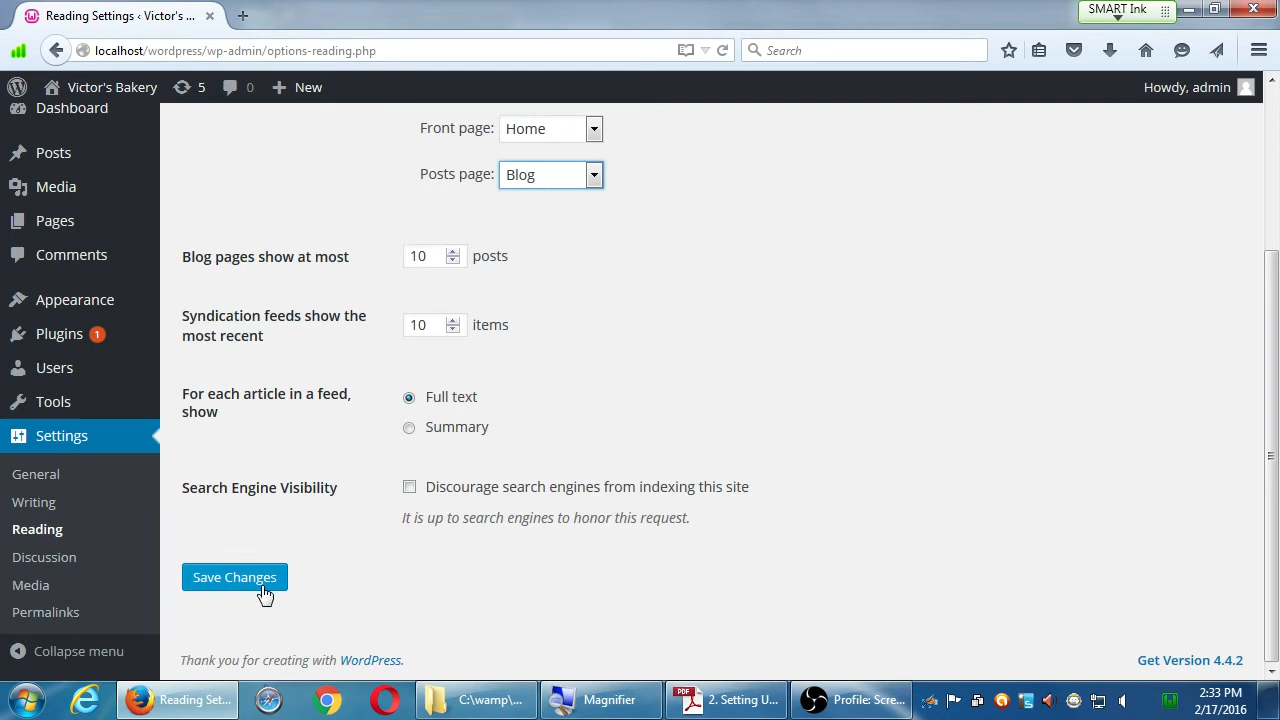 Reading Settings ‹ Victor's ...
SMART Ink
localhost/wordpress/wp-admin/options-reading.php
Search
Victor's Bakery
5
0
New
Howdy, admin
Dashboard
Posts
Media
Pages
Comments
Appearance
Plugins 1
Users
Tools
Settings
General
Writing
Reading
Discussion
Media
Permalinks
Collapse menu
Front page: Home
Posts page: Blog
Blog pages show at most 10 posts
Syndication feeds show the
most recent
10 items
For each article in a feed,
show
Full text
Summary
Search Engine Visibility
Discourage search engines from indexing this site
It is up to search engines to honor this request.
Save Changes
Thank you for creating with WordPress.
Get Version 4.4.2
Reading Set...
C:\wamp\...
Magnifier
PDF
2. Setting U...
Profile: Scre...
2:33 PM
2/17/2016